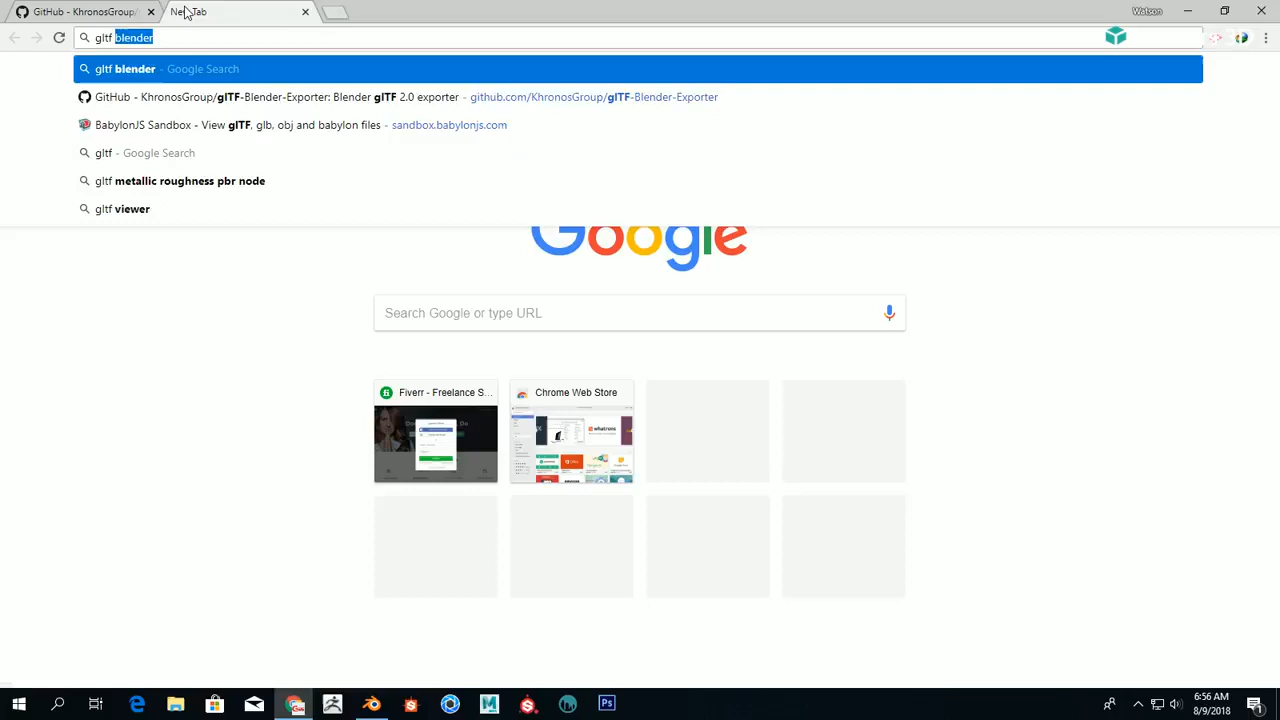 GitHub - KhronosGroup/
New Tab
Watson
gltf blender
gltf blender - Google Search
GitHub - KhronosGroup/glTF-Blender-Exporter: Blender glTF 2.0 exporter - github.com/KhronosGroup/glTF-Blender-Exporter
BabylonJS Sandbox - View glTF, glb, obj and babylon files - sandbox.babylonjs.com
gltf - Google Search
gltf metallic roughness pbr node
gltf viewer
Google
Search Google or type URL
Fiverr - Freelance S...
Chrome Web Store
6:56 AM
8/9/2018